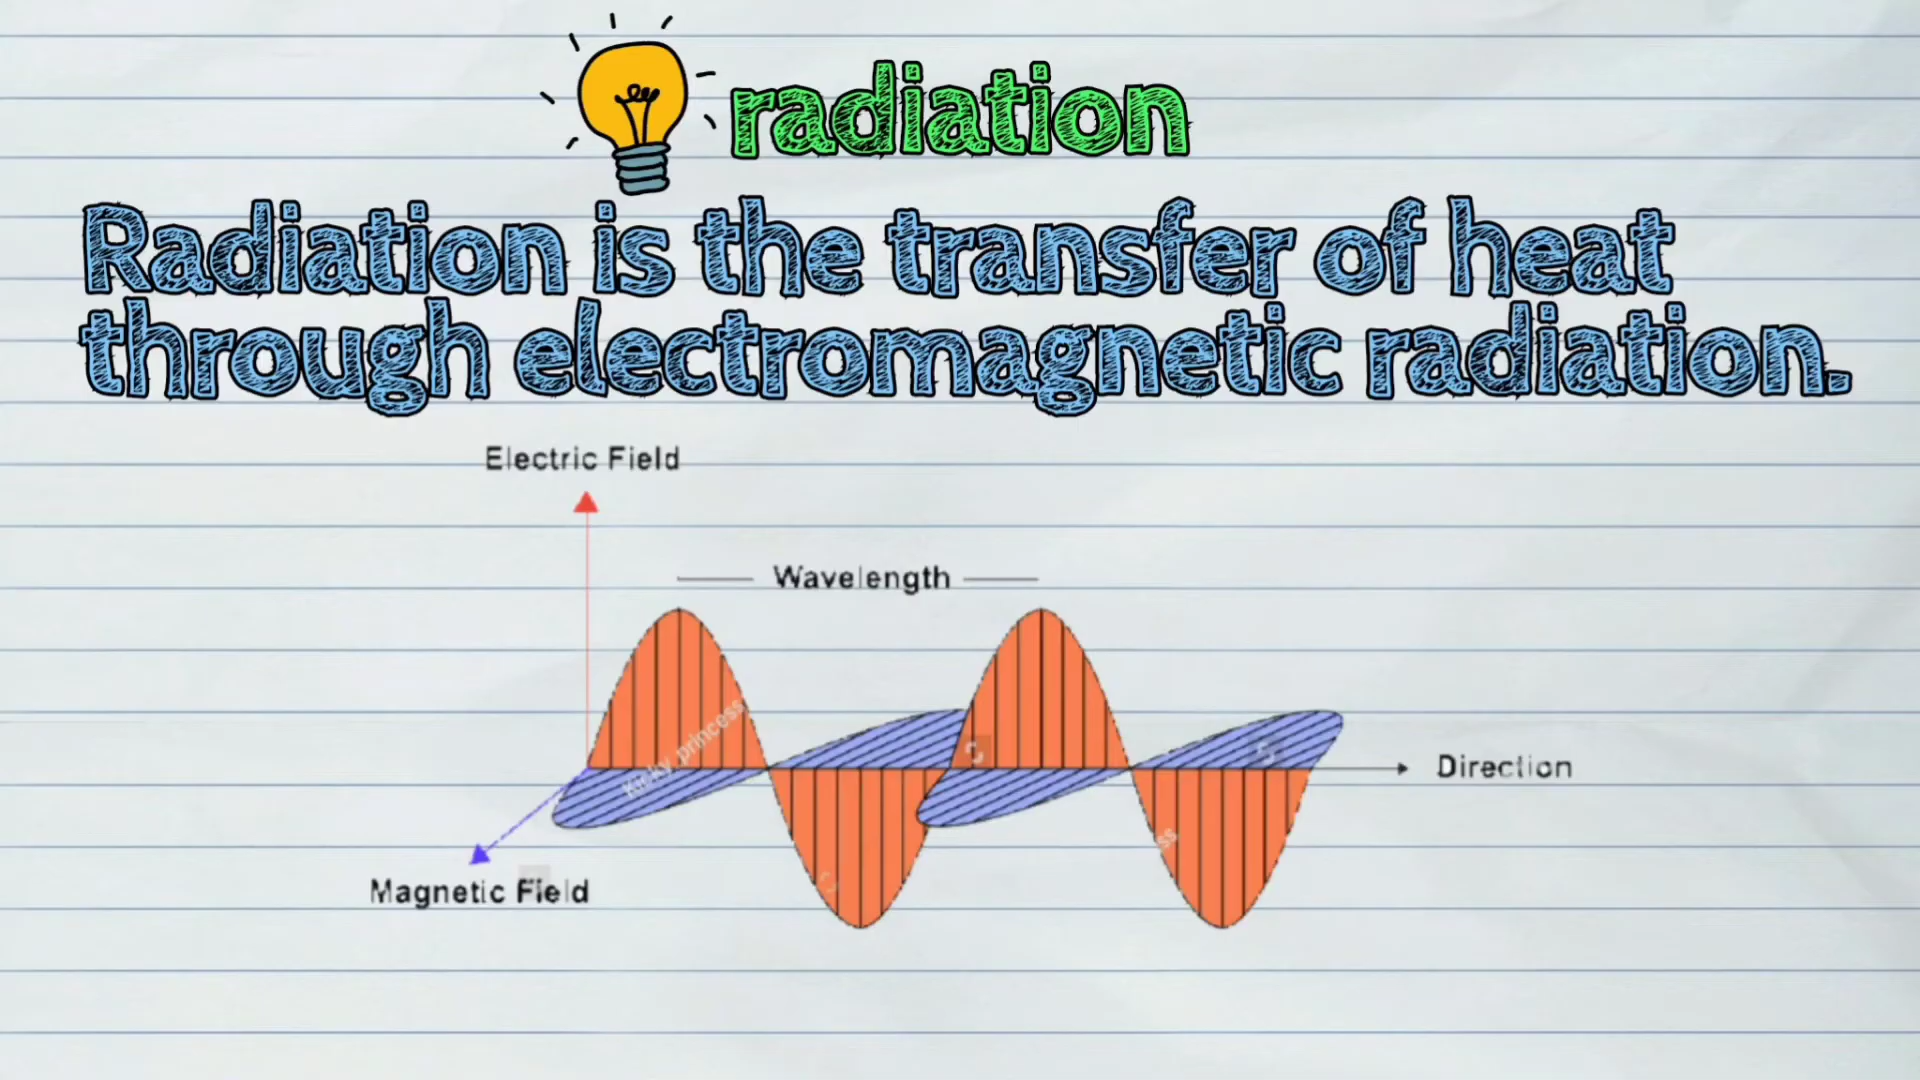 radiation
Radiation is the transfer of heat
through electromagnetic radiation.
Electric Field
Wavelength
Direction
Magnetic Field